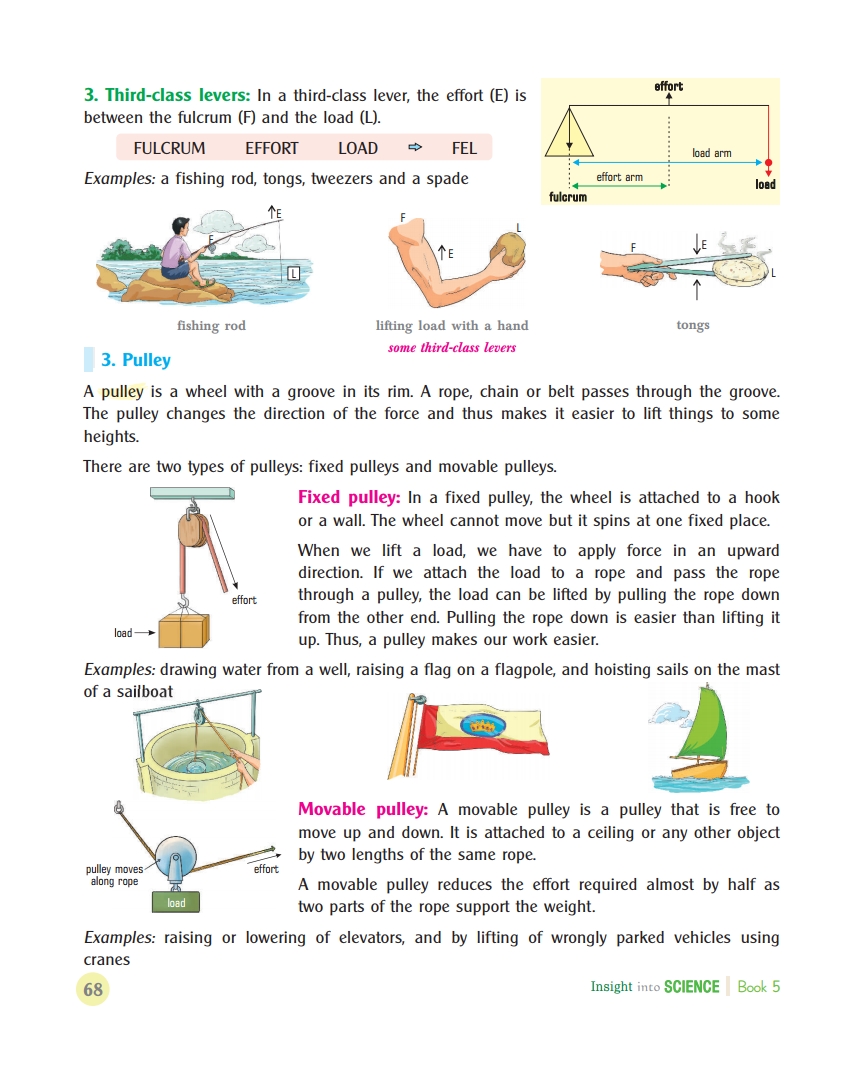 3. Third-class levers: In a third-class lever, the effort (E) is
between the fulcrum (F) and the load (L).
FULCRUM EFFORT LOAD ⇨ FEL
Examples: a fishing rod, tongs, tweezers and a spade
effort
load arm
effort arm
load
fulcrum
E
F
L
fishing rod
F
E
L
lifting load with a hand
F
E
L
tongs
some third-class levers
3. Pulley
A pulley is a wheel with a groove in its rim. A rope, chain or belt passes through the groove.
The pulley changes the direction of the force and thus makes it easier to lift things to some
heights.
There are two types of pulleys: fixed pulleys and movable pulleys.
effort
load
Fixed pulley: In a fixed pulley, the wheel is attached to a hook
or a wall. The wheel cannot move but it spins at one fixed place.
When we lift a load, we have to apply force in an upward
direction. If we attach the load to a rope and pass the rope
through a pulley, the load can be lifted by pulling the rope down
from the other end. Pulling the rope down is easier than lifting it
up. Thus, a pulley makes our work easier.
Examples: drawing water from a well, raising a flag on a flagpole, and hoisting sails on the mast
of a sailboat
pulley moves
along rope
effort
load
Movable pulley: A movable pulley is a pulley that is free to
move up and down. It is attached to a ceiling or any other object
by two lengths of the same rope.
A movable pulley reduces the effort required almost by half as
two parts of the rope support the weight.
Examples: raising or lowering of elevators, and by lifting of wrongly parked vehicles using
cranes
68
Insight into SCIENCE Book 5